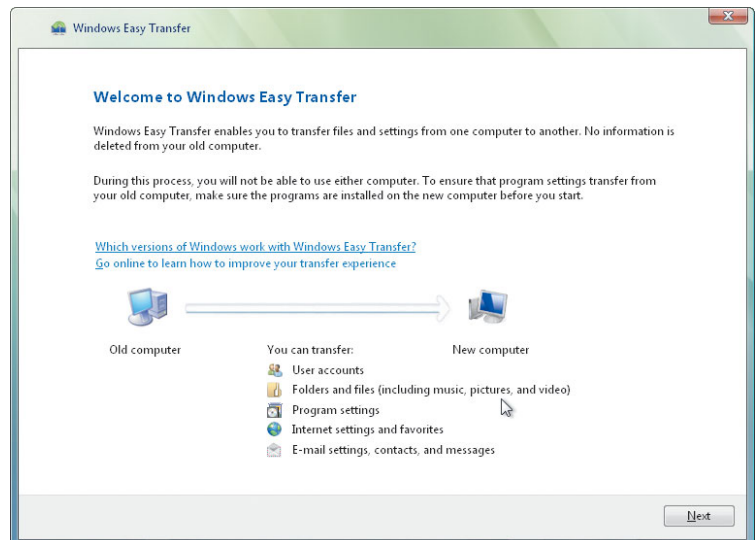 Windows Easy Transfer
Welcome to Windows Easy Transfer
Windows Easy Transfer enables you to transfer files and settings from one computer to another. No information is
deleted from your old computer.
During this process, you will not be able to use either computer. To ensure that program settings transfer from
your old computer, make sure the programs are installed on the new computer before you start.
Which versions of Windows work with Windows Easy Transfer?
Go online to learn how to improve your transfer experience
Old computer
You can transfer:
New computer
User accounts
Folders and files (including music, pictures, and video)
Program settings
Internet settings and favorites
E-mail settings, contacts, and messages
Next